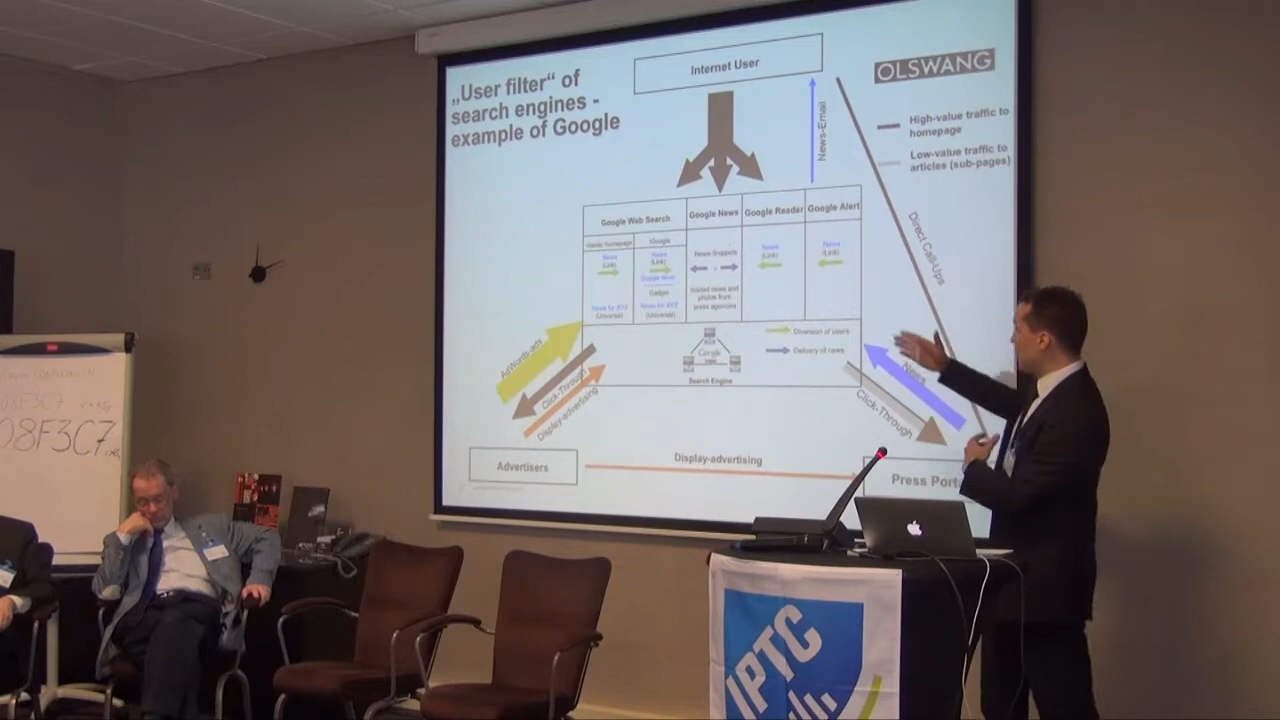 „User filter“ of
search engines -
example of Google
Internet User
OLSWANG
High-value traffic to
homepage
Low-value traffic to
articles (sub-pages)
News-Email
Direct Call-Ups
Google Web Search
Google News
Google Reader
Google Alert
classic homepage
iGoogle
News
(Link)
News for XYZ
(Universal)
News
(Link)
Google News
Gadget
News for XYZ
(Universal)
News-Snippets
hosted news and
photos from
press agencies
News
(Link)
News
(Link)
Diversion of users
Delivery of news
Google
Search Engine
AdWords-ads
Click-Through
Display-advertising
News
Click-Through
Advertisers
Display-advertising
Press Port
08F3C7
IPTC